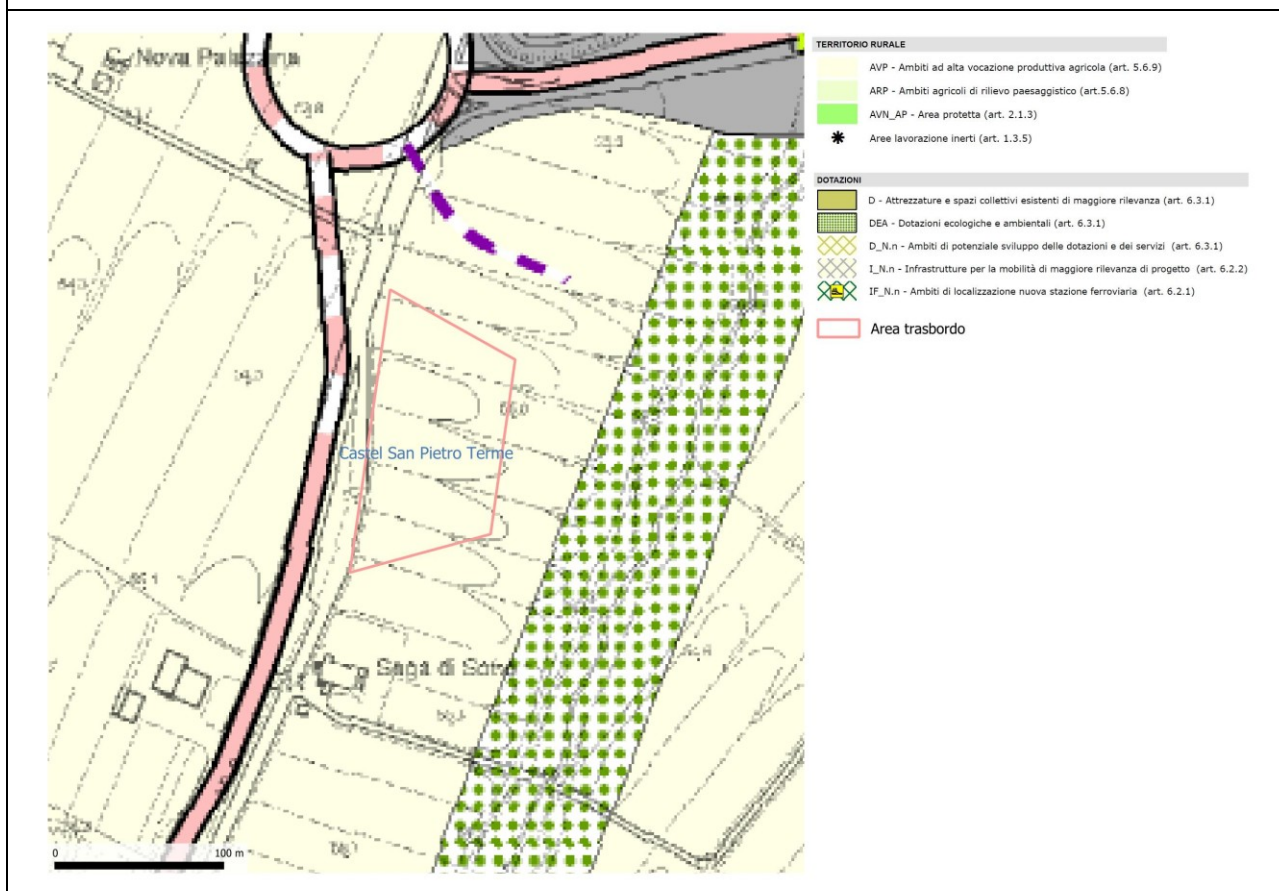 Nova Palazzina
Castel San Pietro Terme
0
100 m
TERRITORIO RURALE
AVP - Ambiti ad alta vocazione produttiva agricola (art. 5.6.9)
ARP - Ambiti agricoli di rilievo paesaggistico (art.5.6.8)
AVN_AP - Area protetta (art. 2.1.3)
Aree lavorazione inerti (art. 1.3.5)
DOTAZIONI
D - Attrezzature e spazi collettivi esistenti di maggiore rilevanza (art. 6.3.1)
DEA - Dotazioni ecologiche e ambientali (art. 6.3.1)
D_N.n - Ambiti di potenziale sviluppo delle dotazioni e dei servizi (art. 6.3.1)
I_N.n - Infrastrutture per la mobilità di maggiore rilevanza di progetto (art. 6.2.2)
IF_N.n - Ambiti di localizzazione nuova stazione ferroviaria (art. 6.2.1)
Area trasbordo